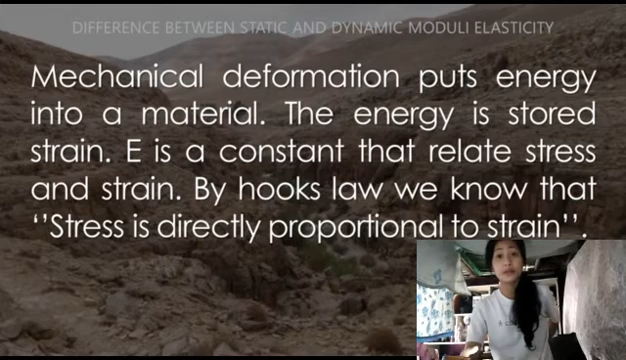 DIFFERENCE BETWEEN STATIC AND DYNAMIC MODULI ELASTICITY
Mechanical deformation puts energy
into a material. The energy is stored
strain. E is a constant that relate stress
and strain. By hooks law we know that
‘’Stress is directly proportional to strain’’.